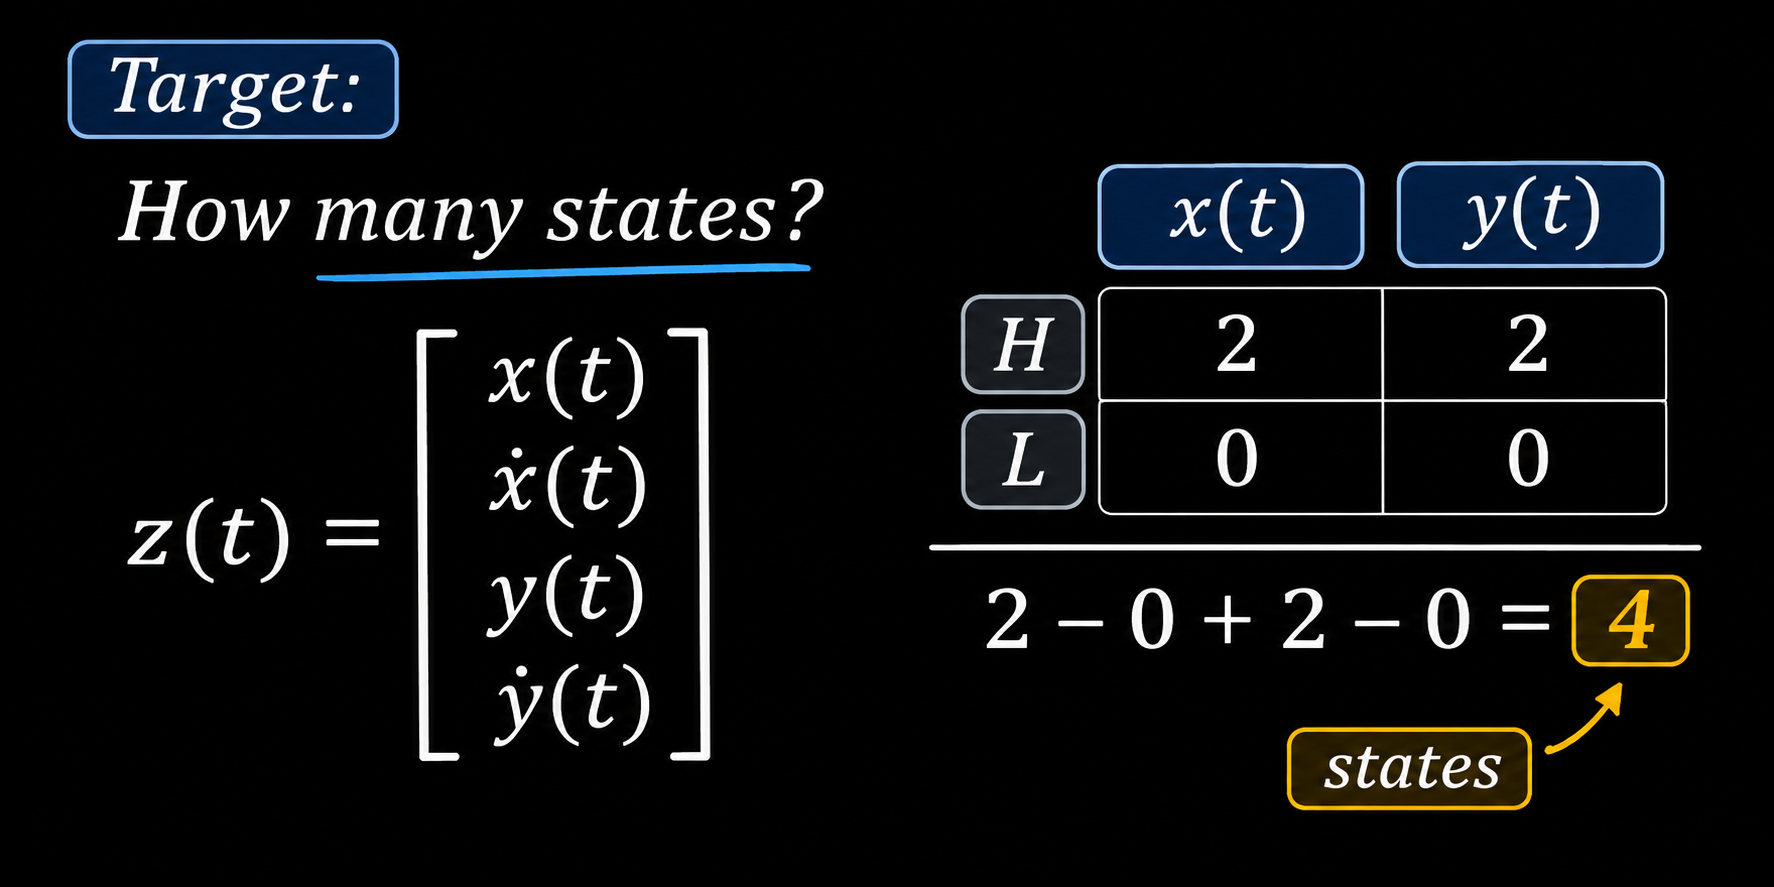 Target:
How many states?
z(t) =
x(t)
ẋ(t)
y(t)
ẏ(t)
x(t) y(t)
H 2 2
L 0 0
2 – 0 + 2 – 0 = 4
states